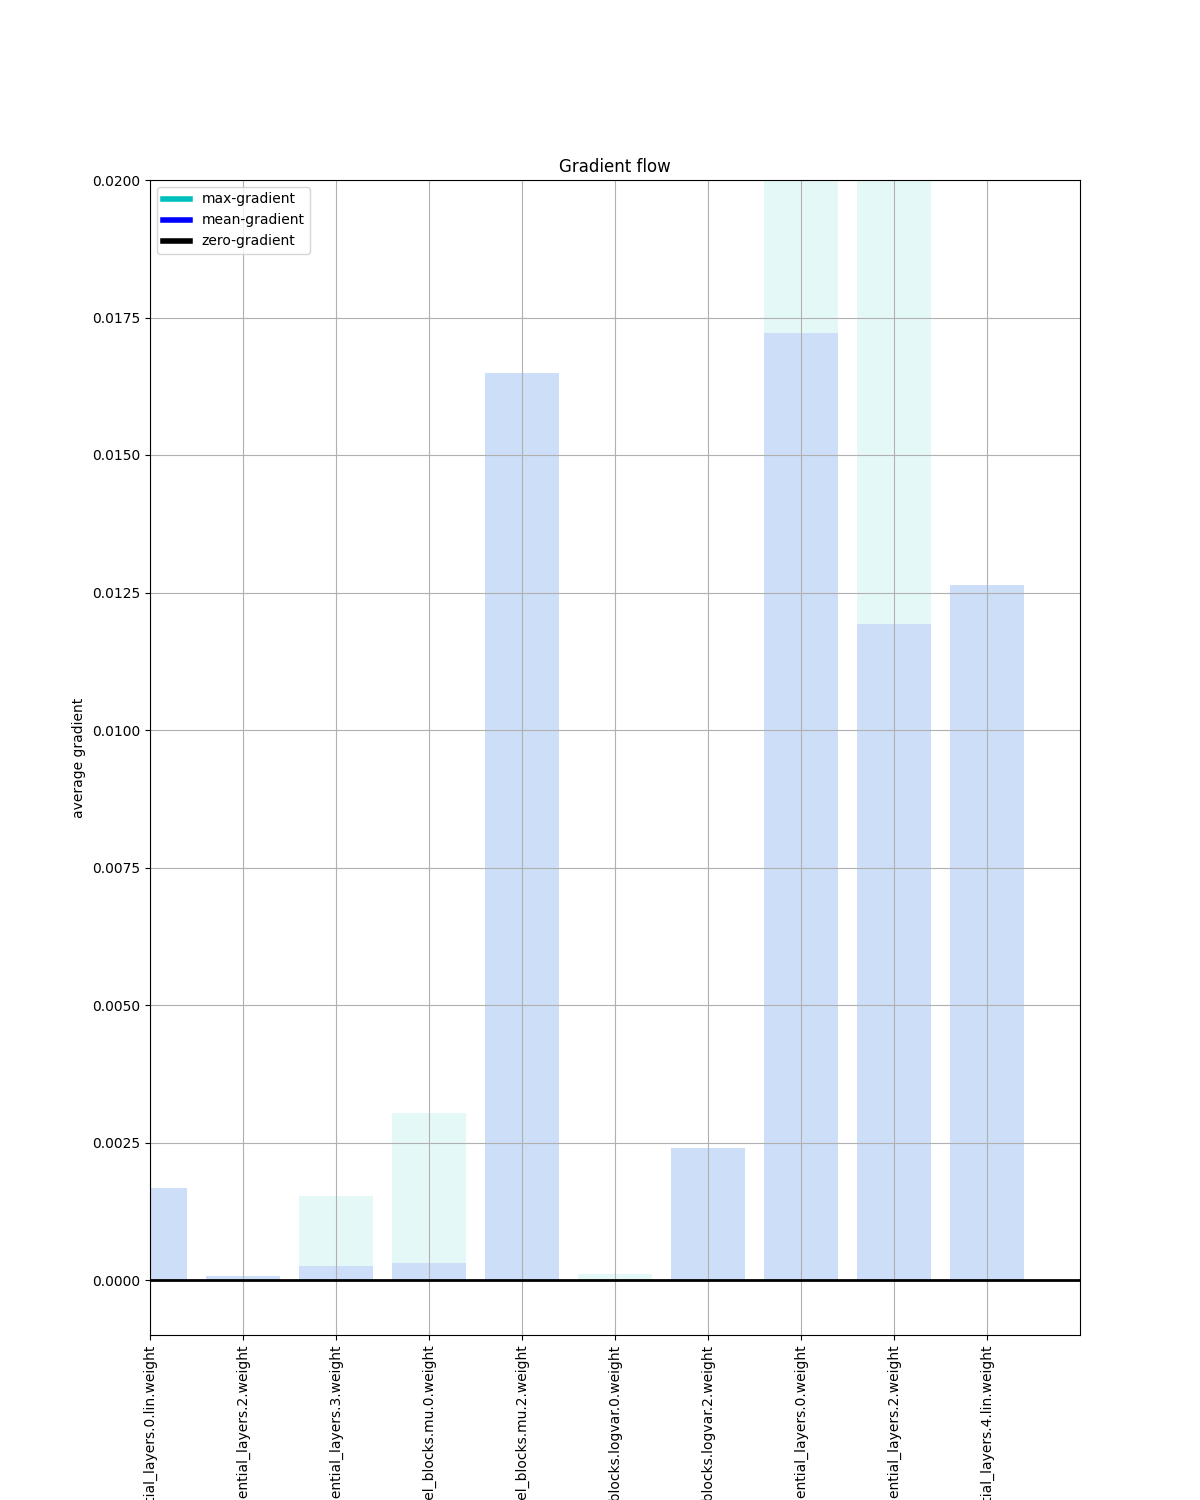 Gradient flow
max-gradient
mean-gradient
zero-gradient
0.0200
0.0175
0.0150
0.0125
0.0100
0.0075
0.0050
0.0025
0.0000
average gradient
tial_layers.0.lin.weight
ential_layers.2.weight
ential_layers.3.weight
el_blocks.mu.0.weight
el_blocks.mu.2.weight
blocks.logvar.0.weight
blocks.logvar.2.weight
ential_layers.0.weight
ential_layers.2.weight
tial_layers.4.lin.weight